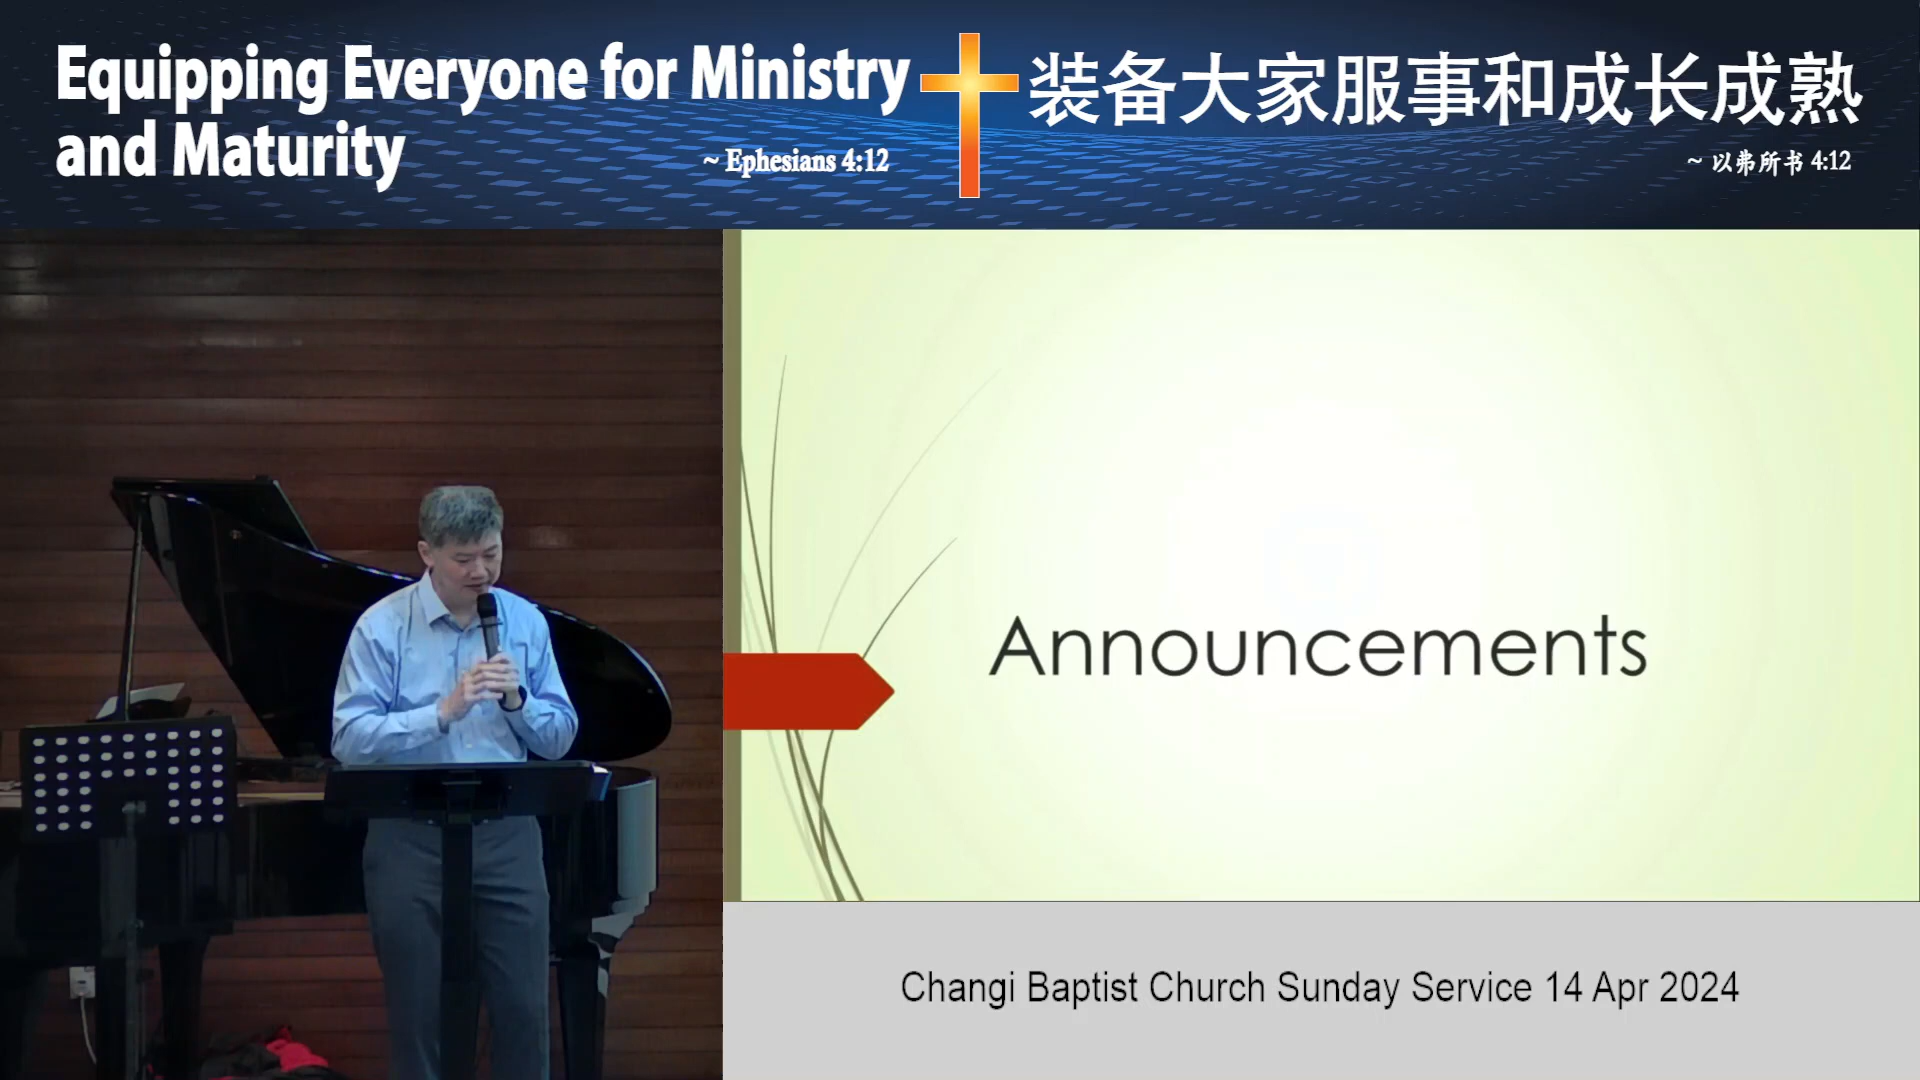 Equipping Everyone for Ministry
and Maturity
~ Ephesians 4:12
装备大家服事和成长成熟
~ 以弗所书 4:12
Announcements
Changi Baptist Church Sunday Service 14 Apr 2024